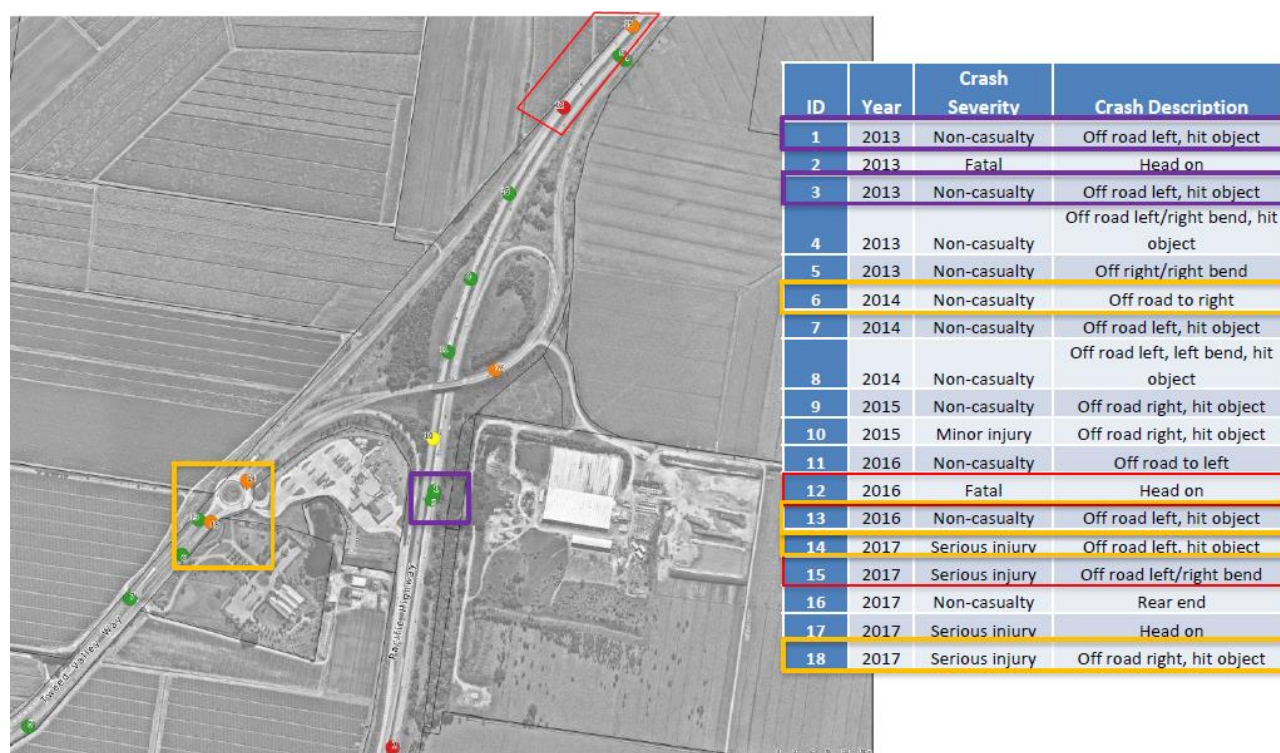 Crash
ID Year Severity Crash Description
1 2013 Non-casualty Off road left, hit object
2 2013 Fatal Head on
3 2013 Non-casualty Off road left, hit object
Off road left/right bend, hit
4 2013 Non-casualty object
5 2013 Non-casualty Off right/right bend
6 2014 Non-casualty Off road to right
7 2014 Non-casualty Off road left, hit object
Off road left, left bend, hit
8 2014 Non-casualty object
9 2015 Non-casualty Off road right, hit object
10 2015 Minor injury Off road right, hit object
11 2016 Non-casualty Off road to left
12 2016 Fatal Head on
13 2016 Non-casualty Off road left, hit object
14 2017 Serious injury Off road left, hit object
15 2017 Serious injury Off road left/right bend
16 2017 Non-casualty Rear end
17 2017 Serious injury Head on
18 2017 Serious injury Off road right, hit object
10
Pacific Highway
Tweed Valley Way